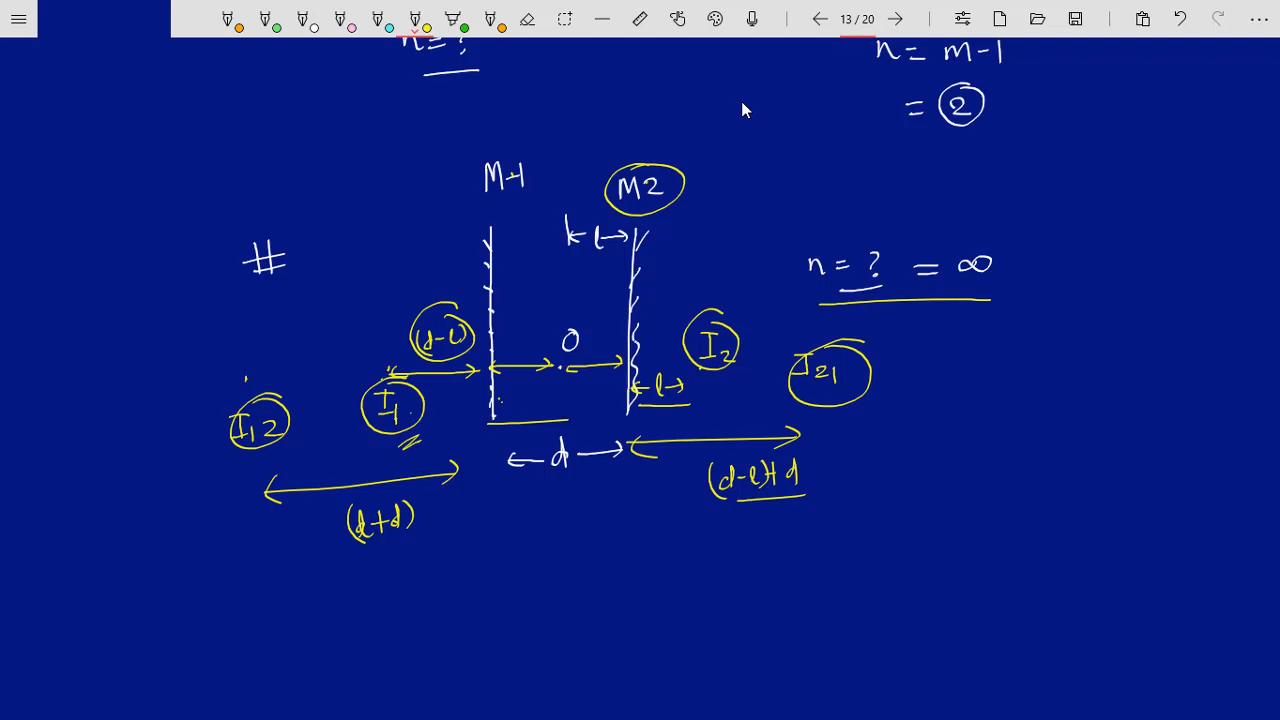 13 / 20
n = ?
n = m-1
= 2
M-1
M2
l
#
n = ? = ∞
(d-l)
O
I2
I21
l
I1
I12
d
(d-l)+d
(l+d)